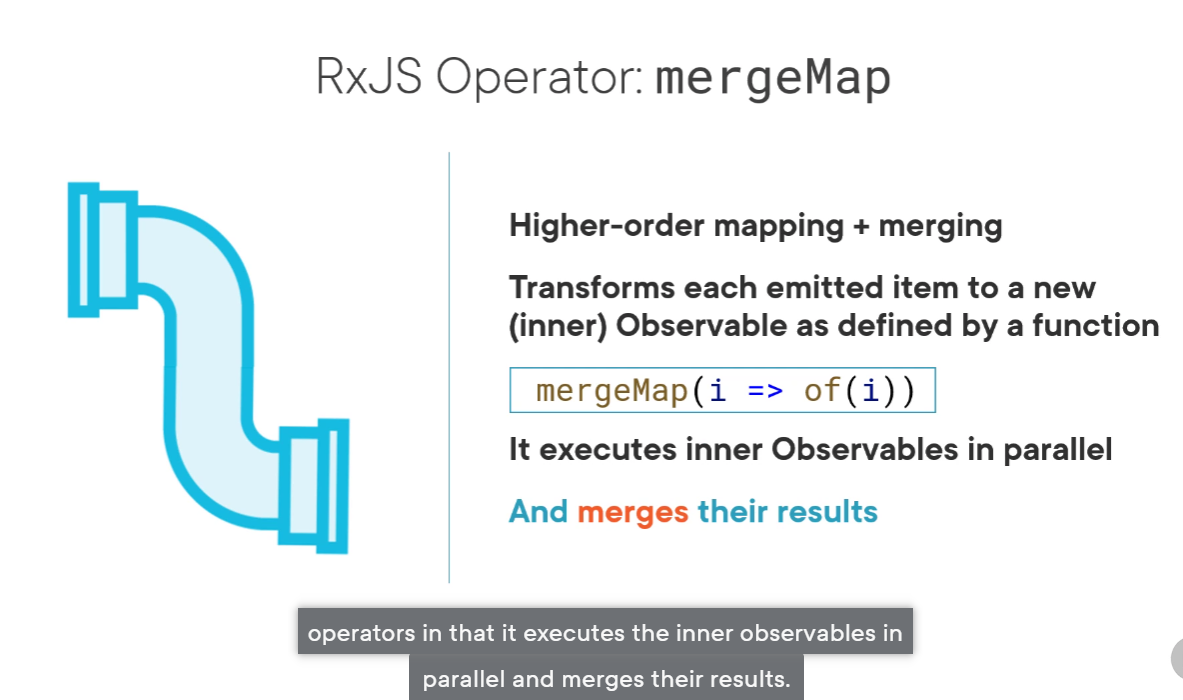 RxJS Operator: mergeMap
Higher-order mapping + merging
Transforms each emitted item to a new
(inner) Observable as defined by a function
mergeMap(i => of(i))
It executes inner Observables in parallel
And merges their results
operators in that it executes the inner observables in
parallel and merges their results.